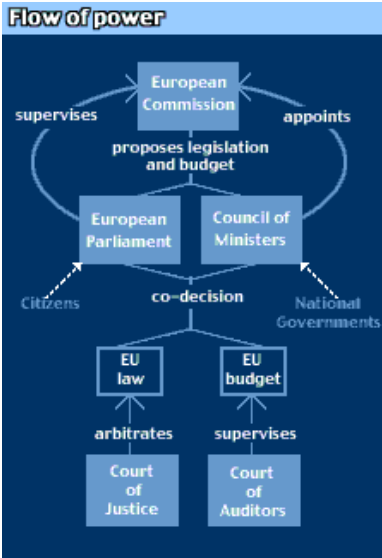 Flow of power
European
Commission
supervises
appoints
proposes legislation
and budget
European
Parliament
Council of
Ministers
Citizens
co-decision
National
Governments
EU
law
EU
budget
arbitrates
supervises
Court
of
Justice
Court
of
Auditors